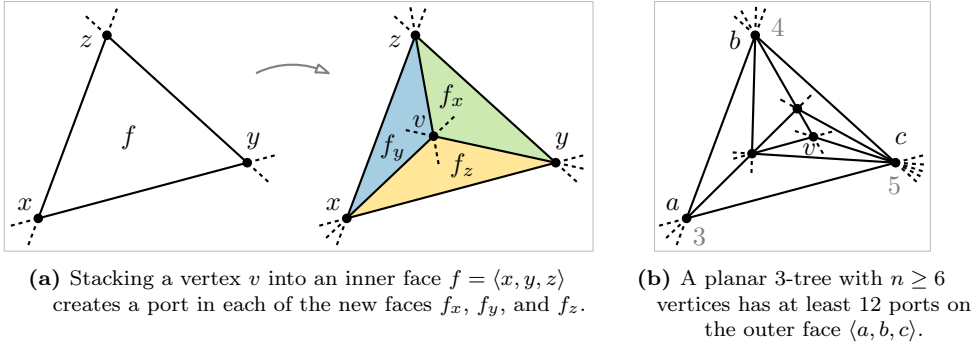 z
f
y
x
z
f_x
v
f_y
f_z
y
x
b
4
v
c
5
a
3
(a) Stacking a vertex v into an inner face f = ⟨x, y, z⟩
creates a port in each of the new faces f_x, f_y, and f_z.
(b) A planar 3-tree with n ≥ 6
vertices has at least 12 ports on
the outer face ⟨a, b, c⟩.